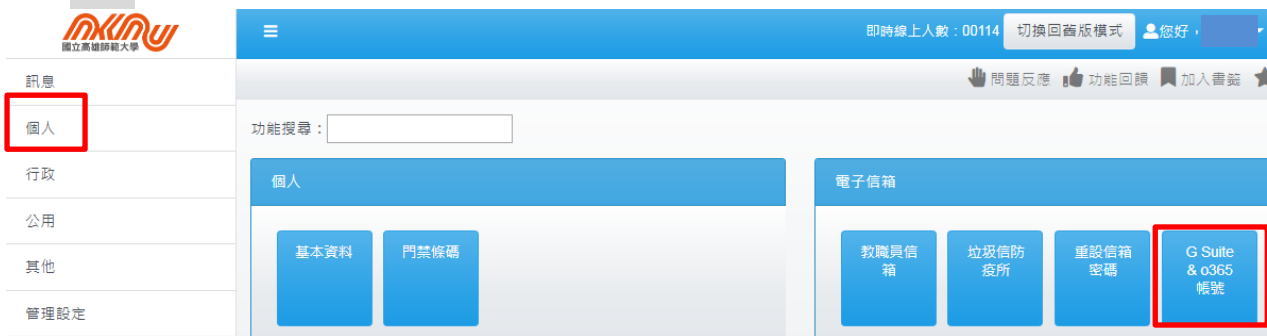 NKNU
國立高雄師範大學
≡
即時線上人數：00114
切換回舊版模式
您好，
訊息
個人
行政
公用
其他
管理設定
問題反應
功能回饋
加入書籤
功能搜尋：
個人
基本資料
門禁條碼
電子信箱
教職員信
箱
垃圾信防
疫所
重設信箱
密碼
G Suite
& o365
帳號